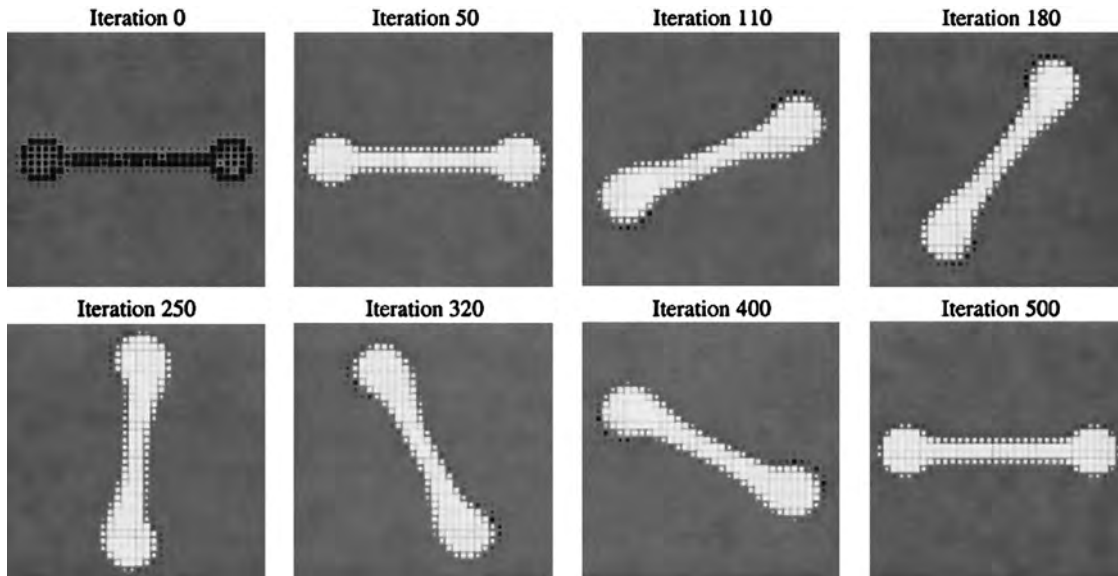 Iteration 0
Iteration 50
Iteration 110
Iteration 180
Iteration 250
Iteration 320
Iteration 400
Iteration 500